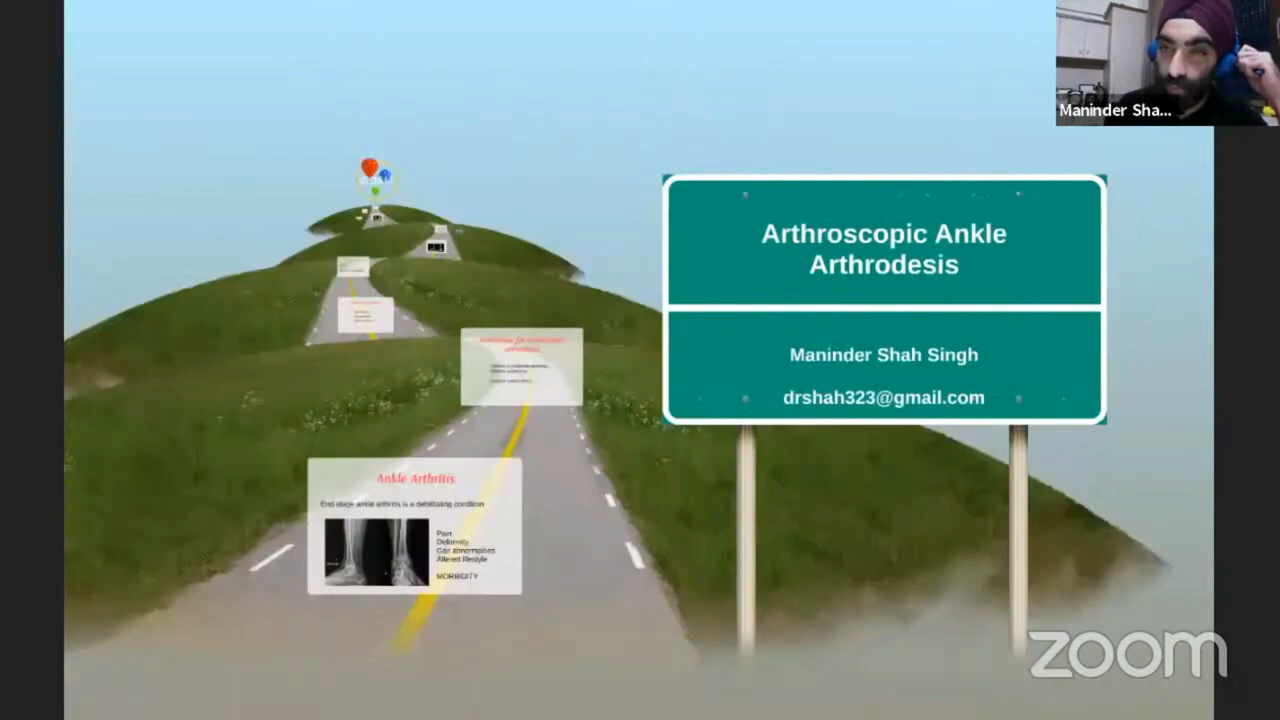 Maninder Sha...
Arthroscopic Ankle
Arthrodesis
Maninder Shah Singh
drshah323@gmail.com
Ankle Arthritis
End stage ankle arthritis is a debilitating condition
Pain
Deformity
Gait abnormalities
Altered lifestyle
MORBIDITY
zoom